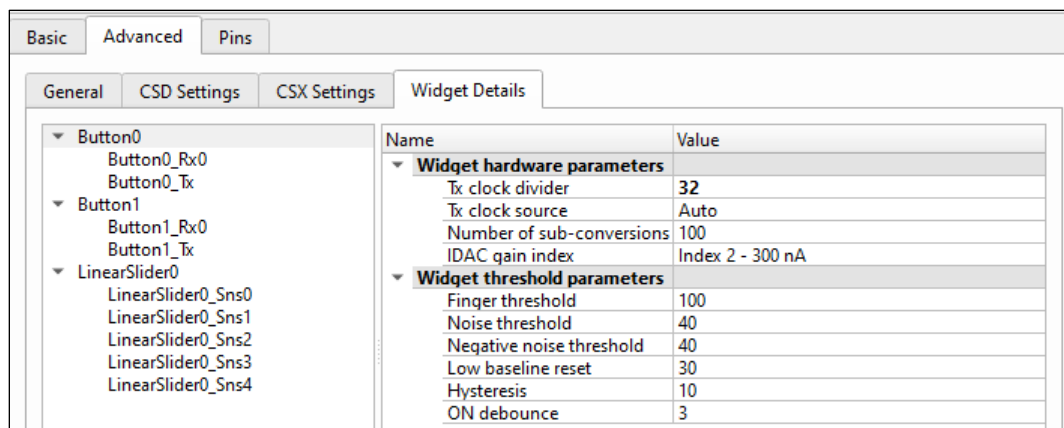 Basic Advanced Pins
General CSD Settings CSX Settings Widget Details
Button0
Button0_Rx0
Button0_Tx
Button1
Button1_Rx0
Button1_Tx
LinearSlider0
LinearSlider0_Sns0
LinearSlider0_Sns1
LinearSlider0_Sns2
LinearSlider0_Sns3
LinearSlider0_Sns4
Name Value
Widget hardware parameters
Tx clock divider 32
Tx clock source Auto
Number of sub-conversions 100
IDAC gain index Index 2 - 300 nA
Widget threshold parameters
Finger threshold 100
Noise threshold 40
Negative noise threshold 40
Low baseline reset 30
Hysteresis 10
ON debounce 3